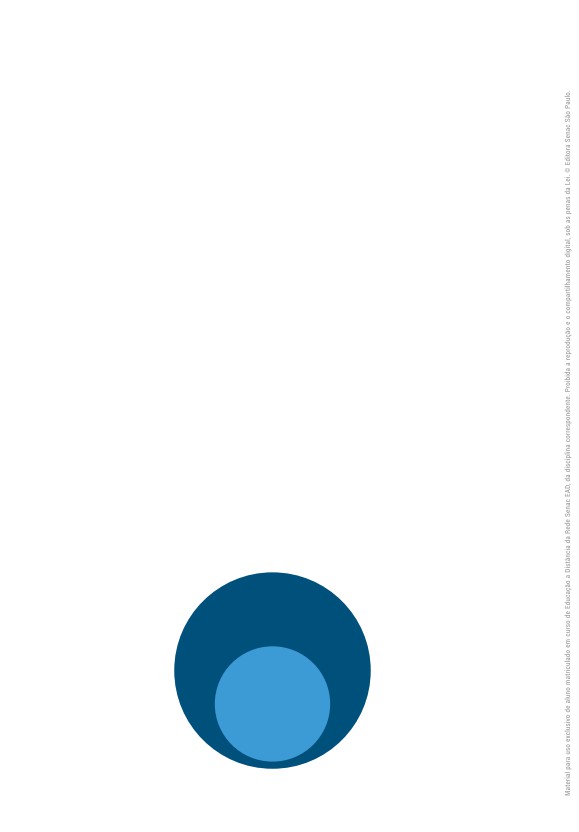 Material para uso exclusivo de aluno matriculado em curso de Educação a Distância da Rede Senac EAD, da disciplina correspondente. Proibida a reprodução e o compartilhamento digital, sob as penas da Lei. © Editora Senac São Paulo.